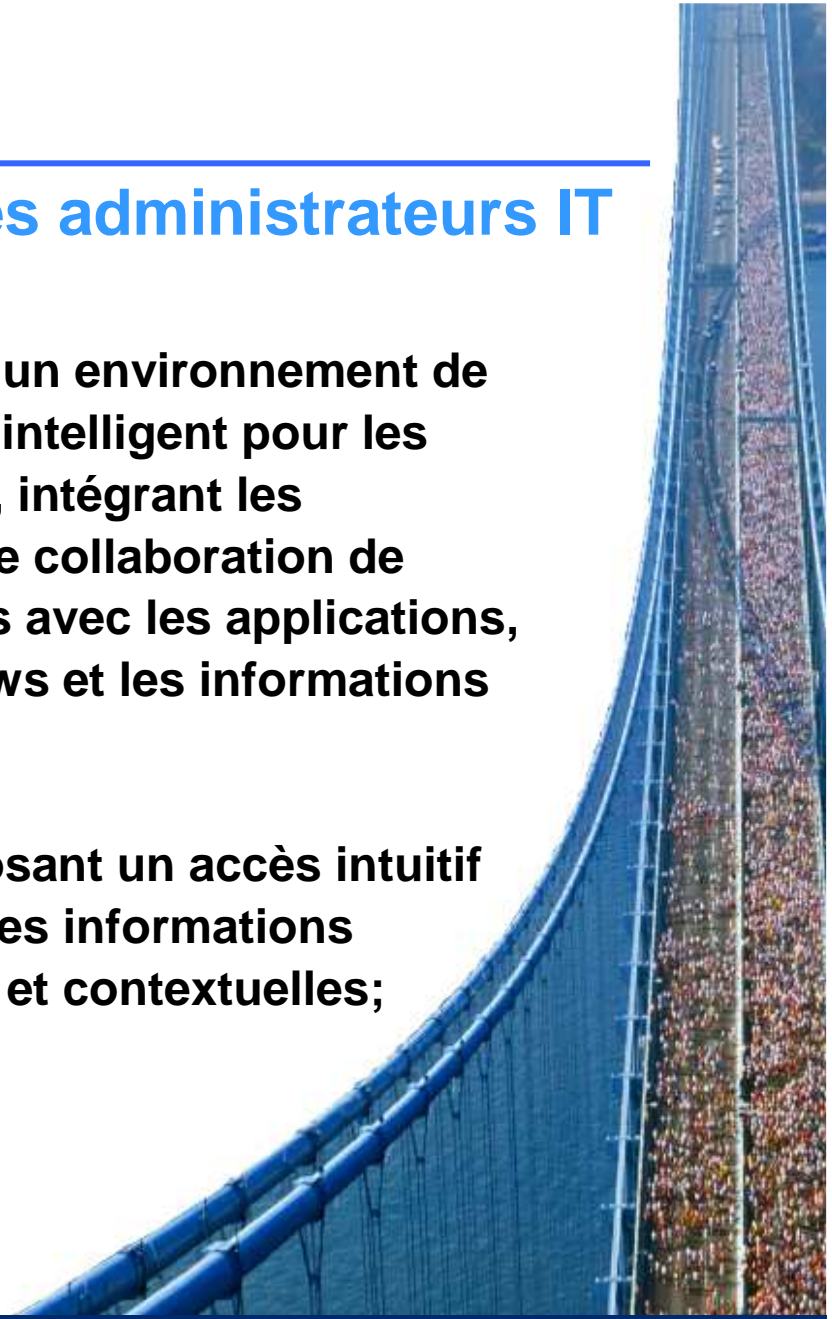 es administrateurs IT
un environnement de
intelligent pour les
, intégrant les
e collaboration de
s avec les applications,
ws et les informations
osant un accès intuitif
es informations
et contextuelles;